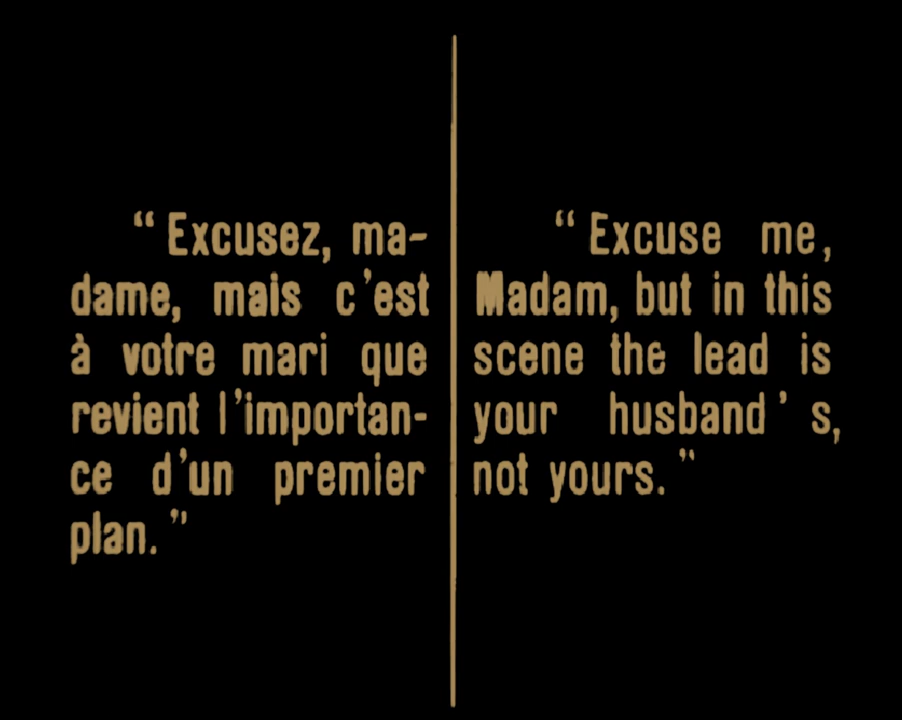 “Excusez, ma-
dame, mais c'est
à votre mari que
revient l'importan-
ce d'un premier
plan.”
“Excuse me,
Madam, but in this
scene the lead is
your husband's,
not yours.”